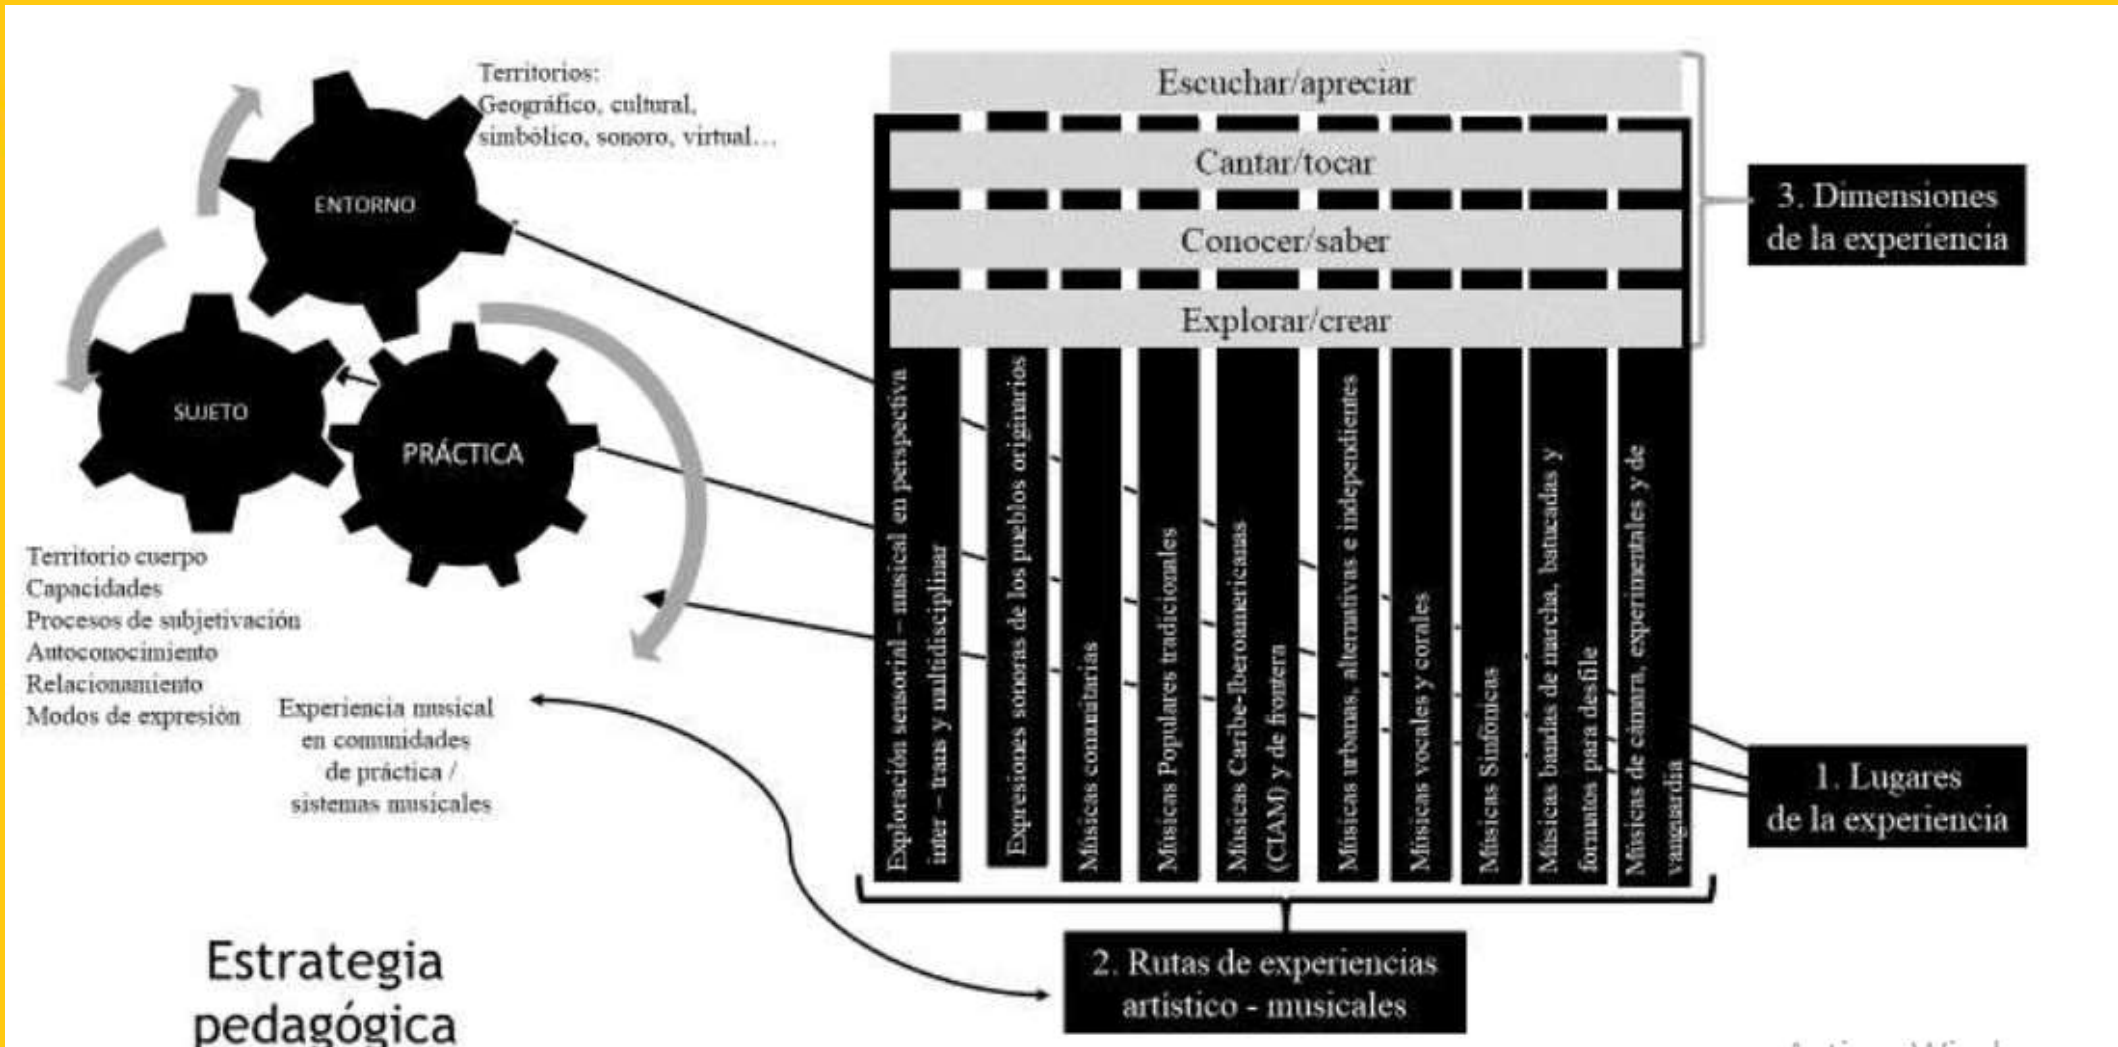 Territorios:
Geográfico, cultural,
simbólico, sonoro, virtual...
ENTORNO
SUJETO
PRÁCTICA
Territorio cuerpo
Capacidades
Procesos de subjetivación
Autoconocimiento
Relacionamiento
Modos de expresión
Experiencia musical
en comunidades
de práctica /
sistemas musicales
Estrategia
pedagógica
Escuchar/apreciar
Cantar/tocar
Conocer/saber
Explorar/crear
Exploración sensorial – musical en perspectiva
inter – trans y multidisciplinar
Expresiones sonoras de los pueblos originarios
Músicas comunitarias
Músicas Populares tradicionales
Músicas Caribe-Iberoamericanas
(CIAM) y de frontera
Músicas urbanas, alternativas e independientes
Músicas vocales y corales
Músicas Sinfónicas
Músicas bandas de marcha, batucadas y
formatos para desfile
Músicas de cámara, experimentales y de
vanguardia
3. Dimensiones
de la experiencia
1. Lugares
de la experiencia
2. Rutas de experiencias
artístico - musicales